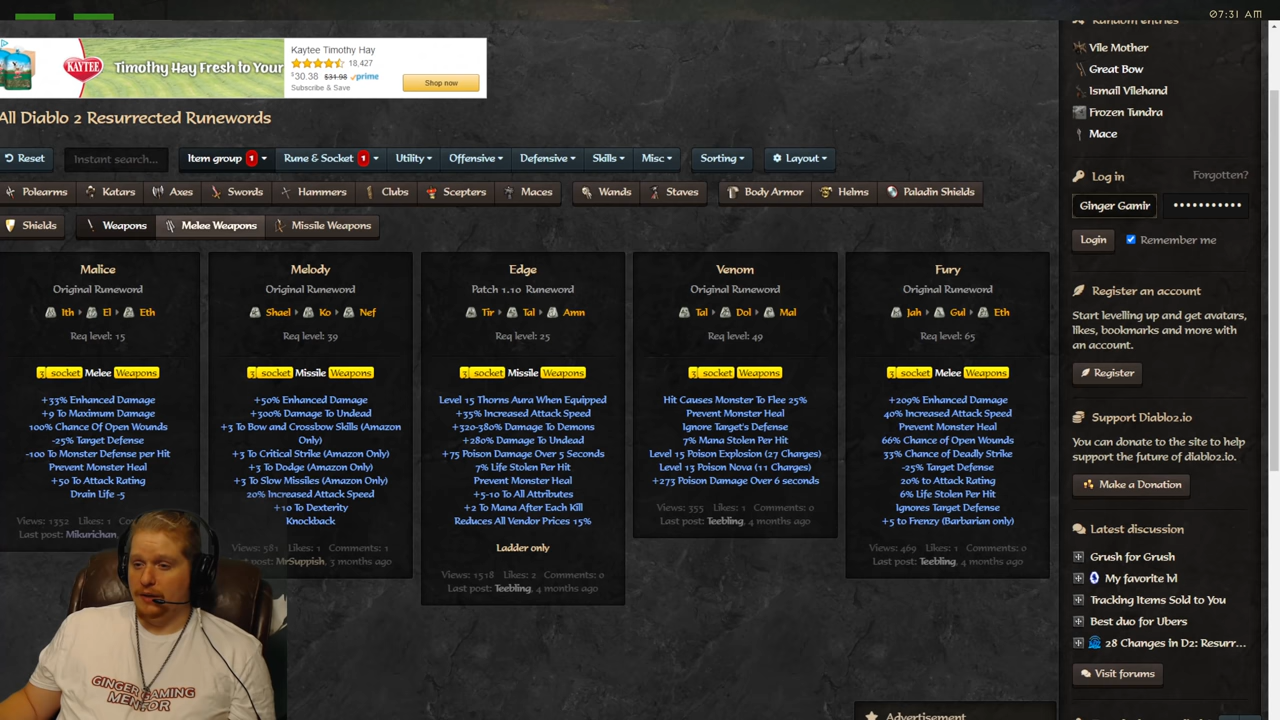 07:31 AM
Random entries
KAYTEE
Timothy Hay Fresh to Your
Kaytee Timothy Hay
18,427
$30.38 $31.98 prime
Subscribe & Save
Shop now
Vile Mother
Great Bow
Ismail Vilehand
Frozen Tundra
Mace
All Diablo 2 Resurrected Runewords
Reset
Instant search...
Item group 1
Rune & Socket 1
Utility
Offensive
Defensive
Skills
Misc
Sorting
Layout
Polearms
Katars
Axes
Swords
Hammers
Clubs
Scepters
Maces
Wands
Staves
Body Armor
Helms
Paladin Shields
Shields
Weapons
Melee Weapons
Missile Weapons
Malice
Original Runeword
Ith El Eth
Req level: 15
3 socket Melee Weapons
+33% Enhanced Damage
+9 To Maximum Damage
100% Chance Of Open Wounds
-25% Target Defense
-100 To Monster Defense per Hit
Prevent Monster Heal
+50 To Attack Rating
Drain Life -5
Views: 1352 Likes: 1
Last post: Mikurichan,
Melody
Original Runeword
Shael Ko Nef
Req level: 39
3 socket Missile Weapons
+50% Enhanced Damage
+300% Damage To Undead
+3 To Bow and Crossbow Skills (Amazon
Only)
+3 To Critical Strike (Amazon Only)
+3 To Dodge (Amazon Only)
+3 To Slow Missiles (Amazon Only)
20% Increased Attack Speed
+10 To Dexterity
Knockback
Views: 581 Likes: 1 Comments: 1
Last post: MrSuppish, 3 months ago
Edge
Patch 1.10 Runeword
Tir Tal Amn
Req level: 25
3 socket Missile Weapons
Level 15 Thorns Aura When Equipped
+35% Increased Attack Speed
+320-380% Damage To Demons
+280% Damage To Undead
+75 Poison Damage Over 5 Seconds
7% Life Stolen Per Hit
Prevent Monster Heal
+5-10 To All Attributes
+2 To Mana After Each Kill
Reduces All Vendor Prices 15%
Ladder only
Views: 1518 Likes: 2 Comments: 0
Last post: Teebling, 4 months ago
Venom
Original Runeword
Tal Dol Mal
Req level: 49
3 socket Weapons
Hit Causes Monster To Flee 25%
Prevent Monster Heal
Ignore Target's Defense
7% Mana Stolen Per Hit
Level 15 Poison Explosion (27 Charges)
Level 13 Poison Nova (11 Charges)
+273 Poison Damage Over 6 seconds
Views: 355 Likes: 1 Comments: 0
Last post: Teebling, 4 months ago
Fury
Original Runeword
Jah Gul Eth
Req level: 65
3 socket Melee Weapons
+209% Enhanced Damage
40% Increased Attack Speed
Prevent Monster Heal
66% Chance of Open Wounds
33% Chance of Deadly Strike
-25% Target Defense
20% to Attack Rating
6% Life Stolen Per Hit
Ignores Target Defense
+5 to Frenzy (Barbarian only)
Views: 469 Likes: 1 Comments: 0
Last post: Teebling, 4 months ago
Log in
Forgotten?
Ginger Gamin
Login
Remember me
Register an account
Start levelling up and get avatars,
likes, bookmarks and more with
an account.
Register
Support Diablo2.io
You can donate to the site to help
support the future of diablo2.io.
Make a Donation
Latest discussion
Grush for Grush
My favorite lvl
Tracking Items Sold to You
Best duo for Ubers
28 Changes in D2: Resurr...
Visit forums
Advertisement
GINGER GAMING
MENTOR